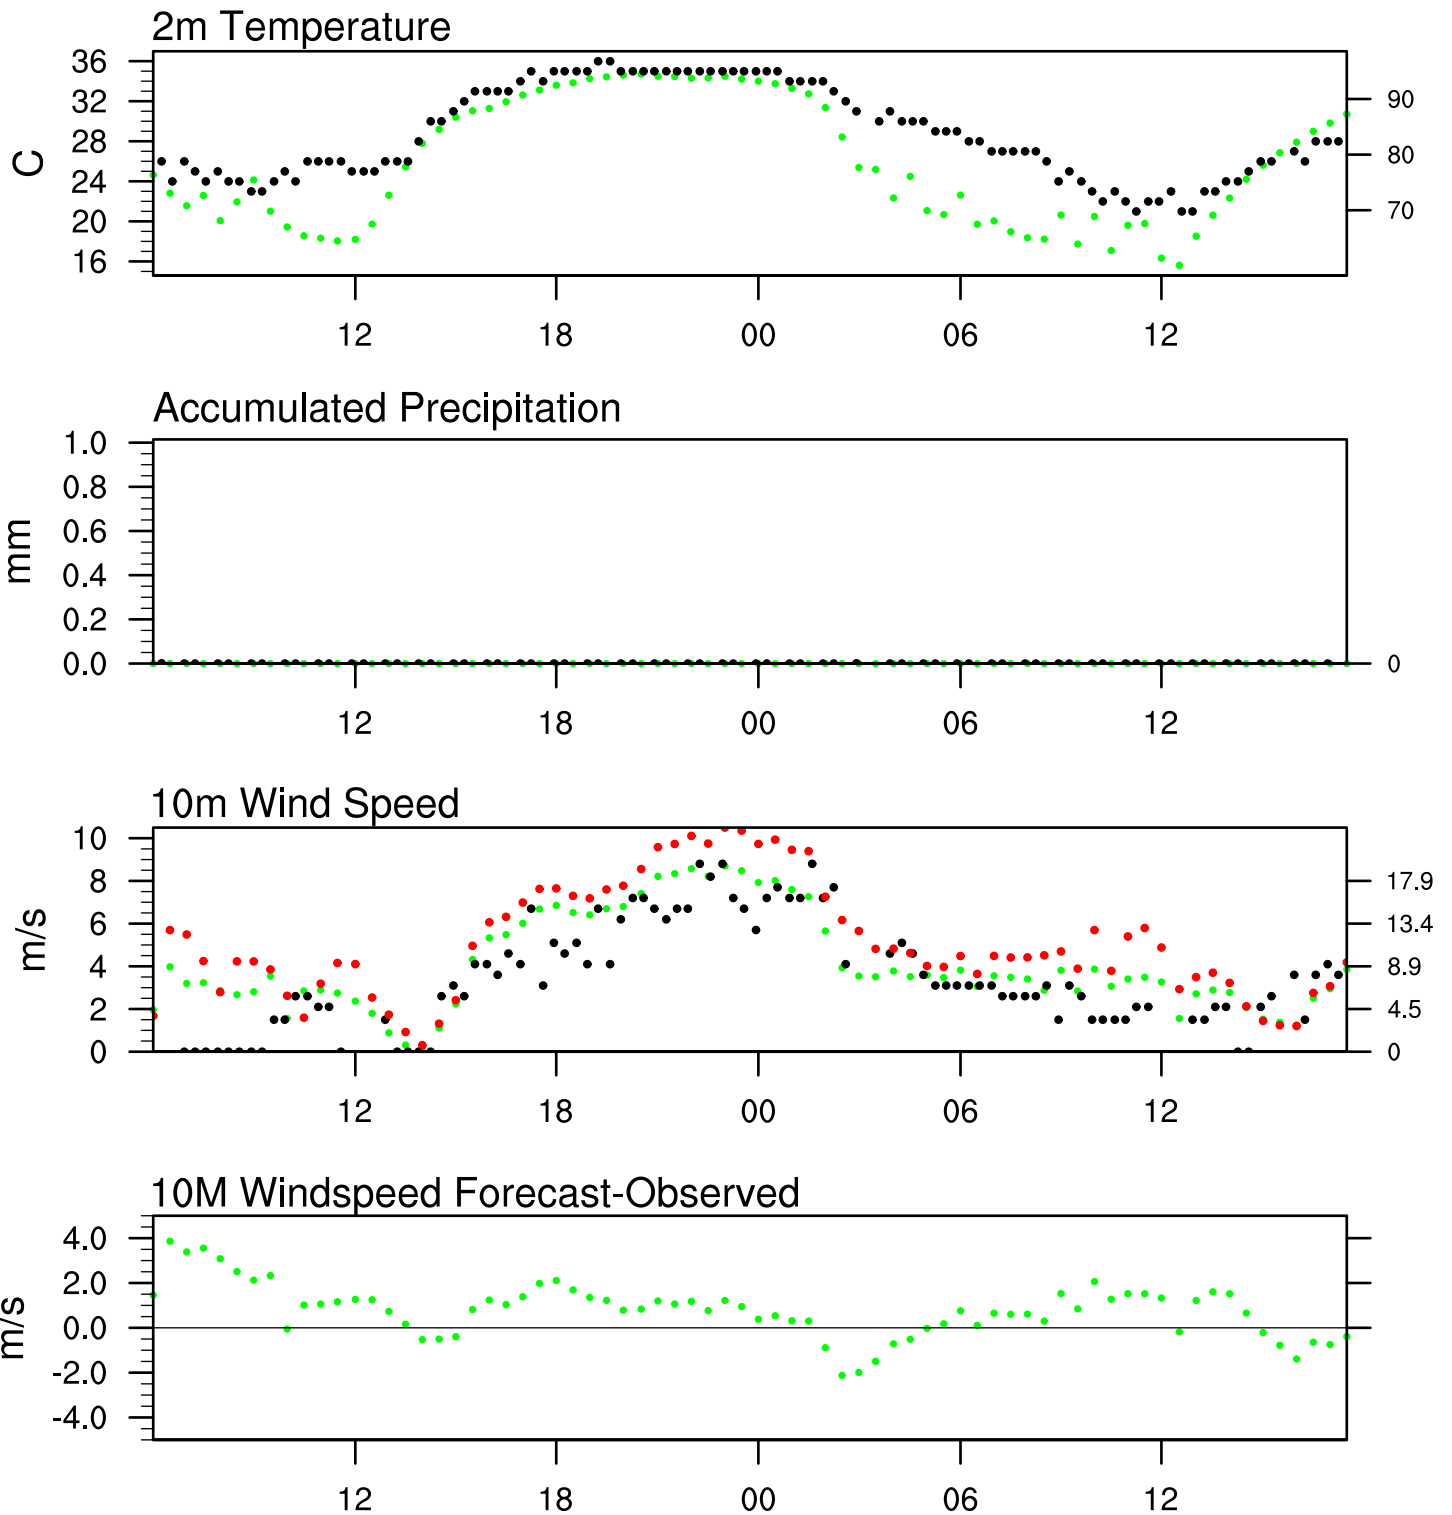 2m Temperature
36
32
28
24
20
16
C
90
80
70
12 18 00 06 12
Accumulated Precipitation
1.0
0.8
0.6
0.4
0.2
0.0
mm
0
12 18 00 06 12
10m Wind Speed
10
8
6
4
2
0
m/s
17.9
13.4
8.9
4.5
0
12 18 00 06 12
10M Windspeed Forecast-Observed
4.0
2.0
0.0
-2.0
-4.0
m/s
12 18 00 06 12